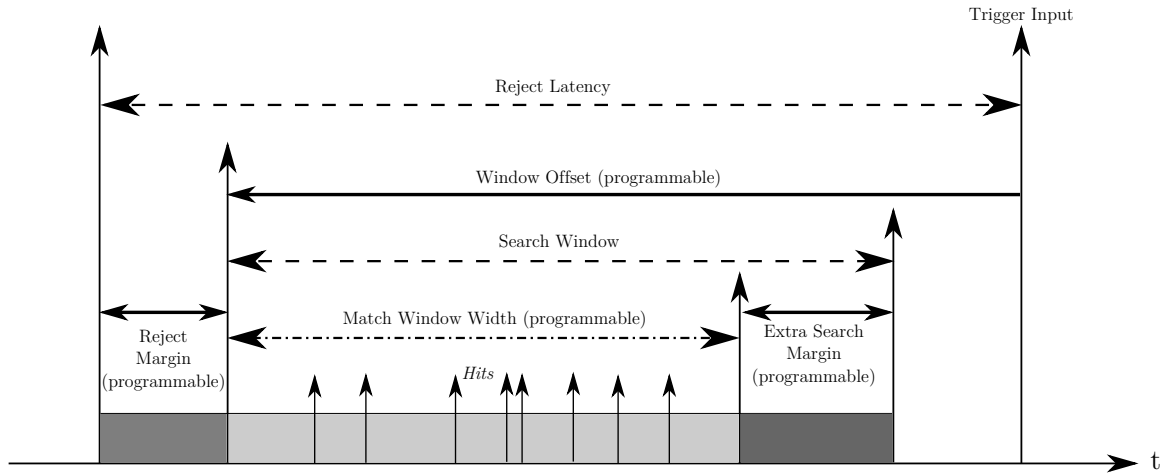 Trigger Input
Reject Latency
Window Offset (programmable)
Search Window
Match Window Width (programmable)
Reject
Margin
(programmable)
Extra Search
Margin
(programmable)
Hits
t